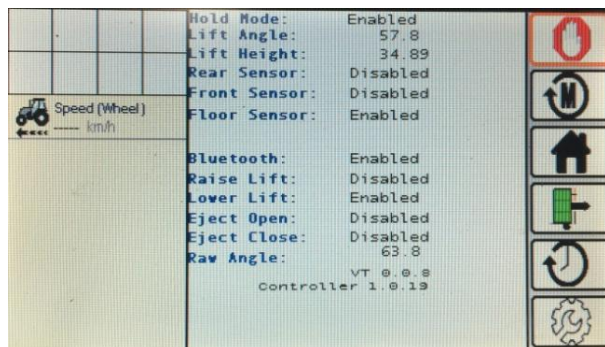 Hold Mode: Enabled
Lift Angle: 57.8
Lift Height: 34.89
Rear Sensor: Disabled
Front Sensor: Disabled
Speed (Wheel)
----- km/h
Floor Sensor: Enabled
Bluetooth: Enabled
Raise Lift: Disabled
Lower Lift: Enabled
Eject Open: Disabled
Eject Close: Disabled
Raw Angle: 63.8
VT 0.0.8
Controller 1.0.19
M